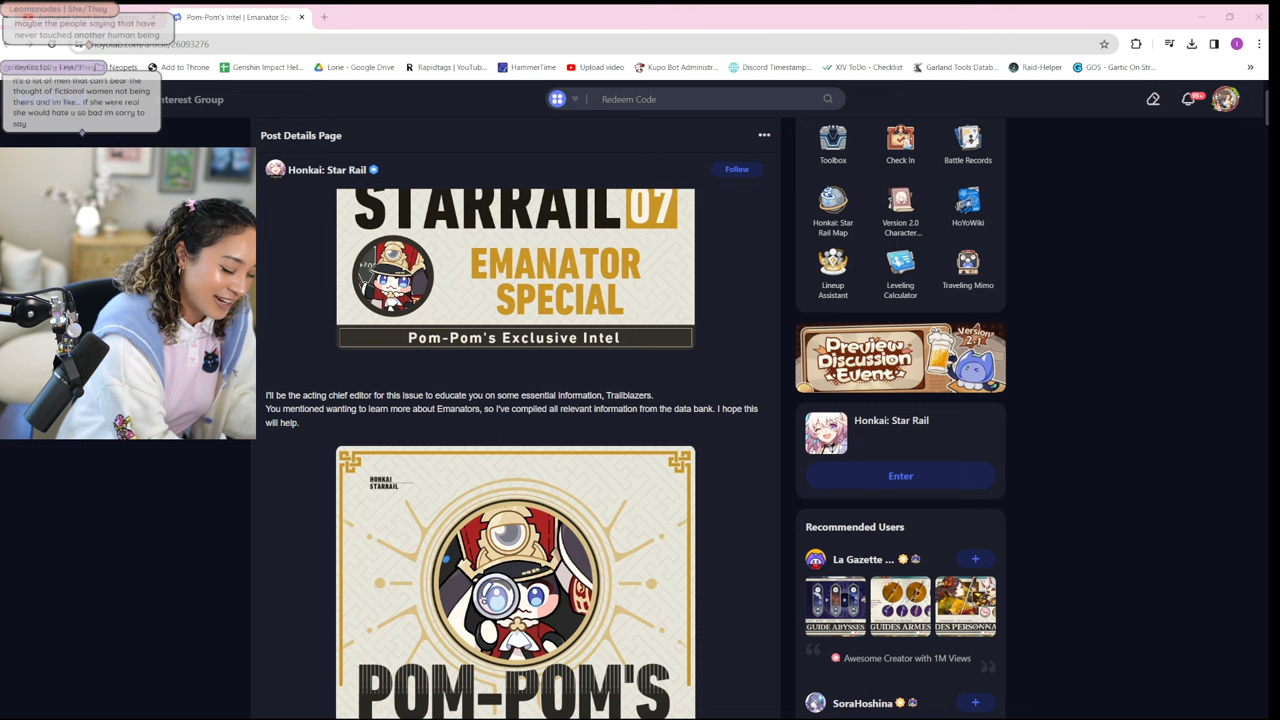 Leomonades | She/They
maybe the people saying that have
never touched another human being
it's a lot of men that can't bear the
thought of fictional women not being
theirs and im like... if she were real
she would hate u so bad im sorry to
say
Pom-Pom's Intel | Emanator Sp
hoyolab.com/article/26093276
Neopets
Add to Throne
Genshin Impact Hel...
Lorie - Google Drive
Rapidtags | YouTub...
HammerTime
Upload video
Kupo Bot Administr...
Discord Timestamp...
XIV ToDo - Checklist
Garland Tools Datab...
Raid-Helper
GOS - Gartic On Str...
»
Interest Group
Redeem Code
99+
Post Details Page
Honkai: Star Rail
Follow
STARRAIL 07
EMANATOR
SPECIAL
Pom-Pom's Exclusive Intel
I'll be the acting chief editor for this issue to educate you on some essential information, Trailblazers.
You mentioned wanting to learn more about Emanators, so I've compiled all relevant information from the data bank. I hope this
will help.
HONKAI
STARRAIL
POM-POM'S
Toolbox
Check In
Battle Records
Honkai: Star
Rail Map
Version 2.0
Character...
HoYoWiki
Lineup
Assistant
Leveling
Calculator
Traveling Mimo
Version
2.1
Preview
Discussion
Event
Honkai: Star Rail
Enter
Recommended Users
La Gazette ...
GUIDE ABYSSES
GUIDES ARMES
DES PERSONNA
Awesome Creator with 1M Views
SoraHoshina